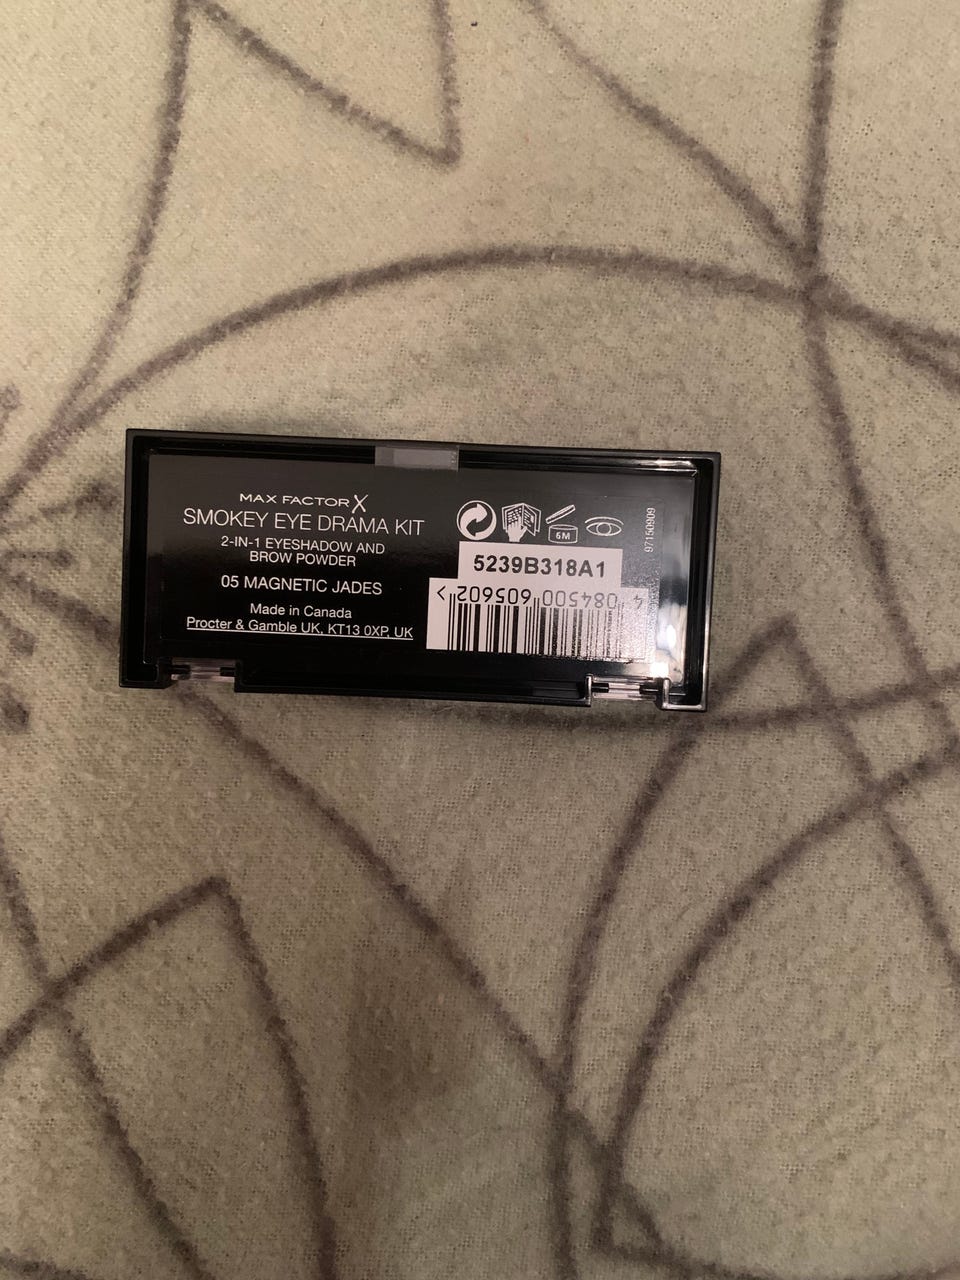 MAX FACTOR X
SMOKEY EYE DRAMA KIT
2-IN-1 EYESHADOW AND
BROW POWDER
05 MAGNETIC JADES
Made in Canada
Procter & Gamble UK, KT13 0XP, UK
6M
97150909
5239B318A1
4 084500 605602 >